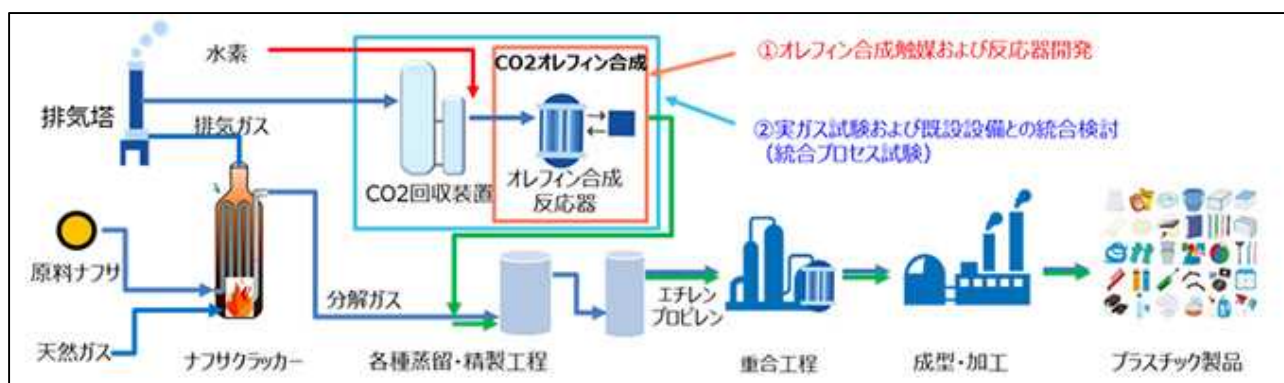 水素
排気塔
排気ガス
CO2オレフィン合成
CO2回収装置
オレフィン合成
反応器
①オレフィン合成触媒および反応器開発
②実ガス試験および既設設備との統合検討
（統合プロセス試験）
原料ナフサ
天然ガス
ナフサクラッカー
分解ガス
各種蒸留・精製工程
エチレン
プロピレン
重合工程
成型・加工
プラスチック製品